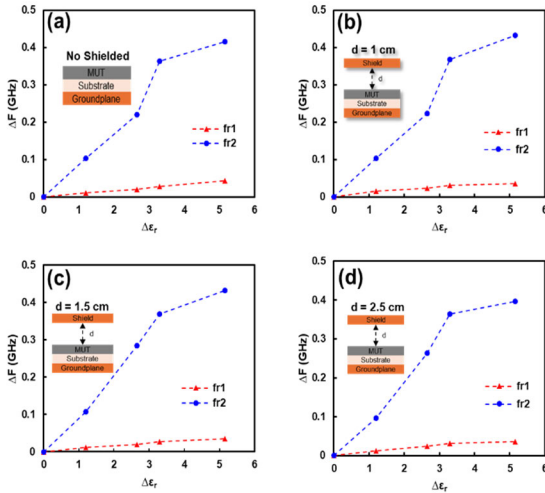 (a)
0.5
0.4
0.3
0.2
0.1
0
ΔF (GHz)
No Shielded
MUT
Substrate
Groundplane
fr1
fr2
0 1 2 3 4 5 6
Δεr
(b)
0.5
0.4
0.3
0.2
0.1
0
ΔF (GHz)
d = 1 cm
Shield
d
MUT
Substrate
Groundplane
fr1
fr2
0 1 2 3 4 5 6
Δεr
(c)
0.5
0.4
0.3
0.2
0.1
0
ΔF (GHz)
d = 1.5 cm
Shield
d
MUT
Substrate
Groundplane
fr1
fr2
0 1 2 3 4 5 6
Δεr
(d)
0.5
0.4
0.3
0.2
0.1
0
ΔF (GHz)
d = 2.5 cm
Shield
d
MUT
Substrate
Groundplane
fr1
fr2
0 1 2 3 4 5 6
Δεr